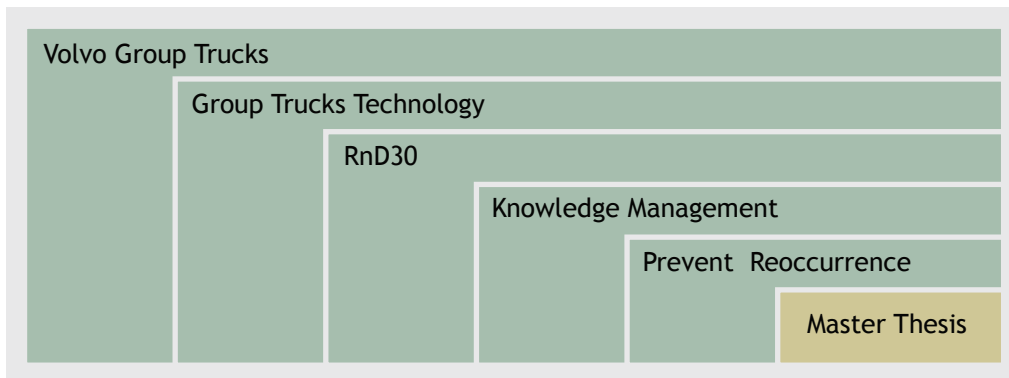 Volvo Group Trucks
Group Trucks Technology
RnD30
Knowledge Management
Prevent Reoccurrence
Master Thesis